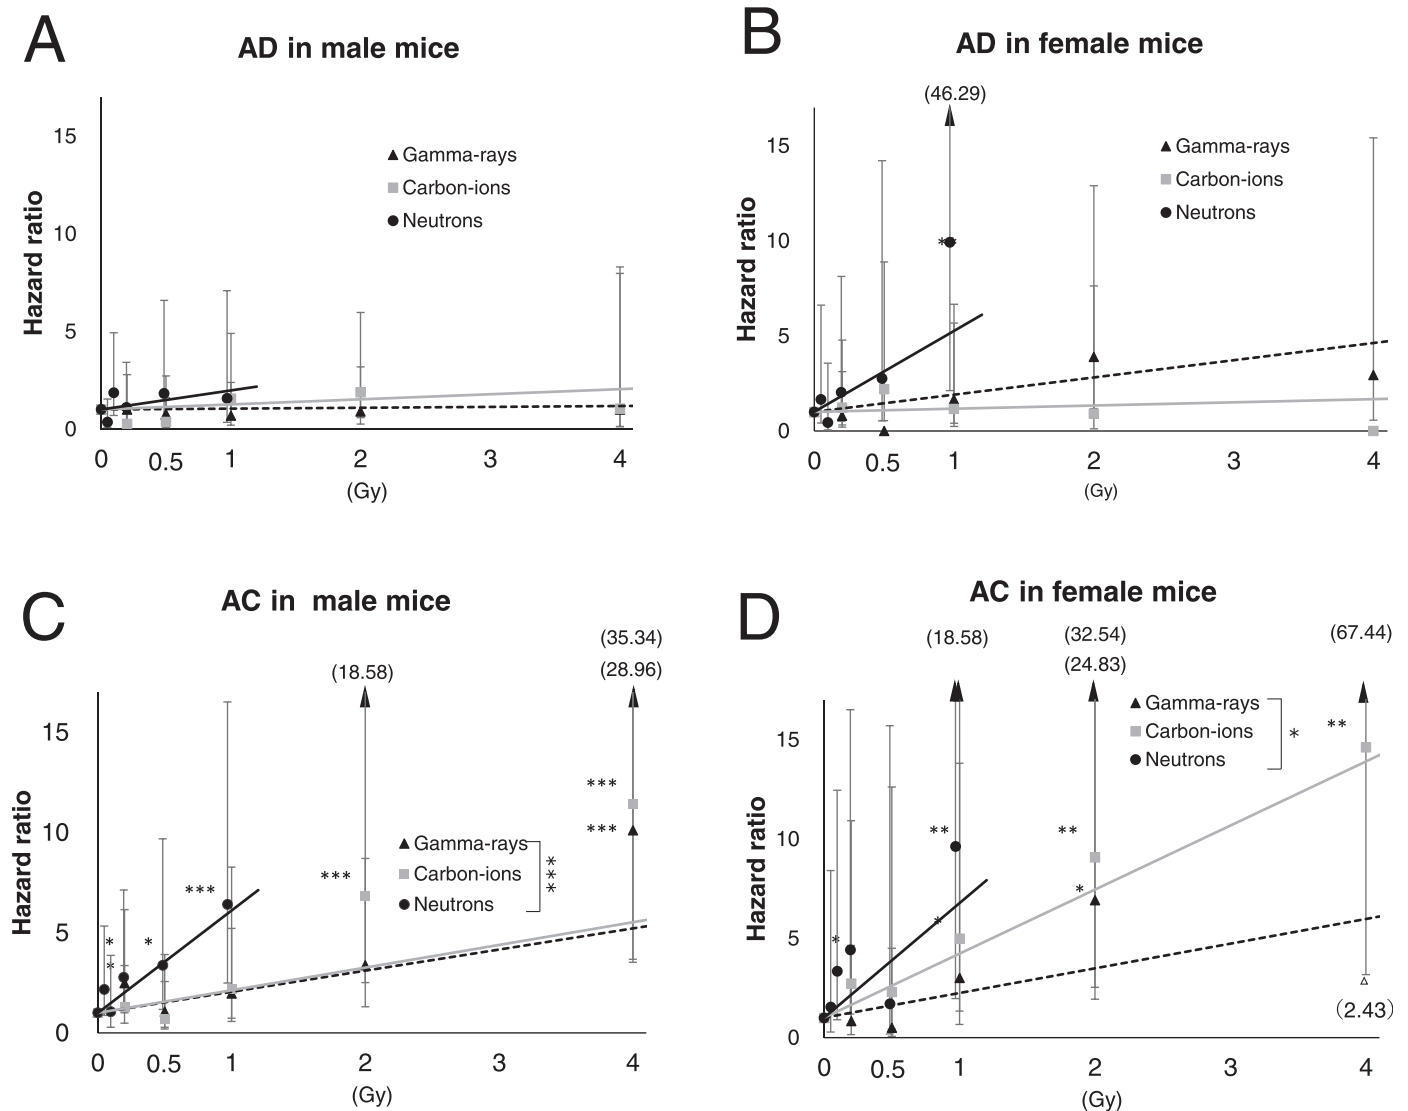 A
AD in male mice
15
10
5
0
Hazard ratio
Gamma-rays
Carbon-ions
Neutrons
0 0.5 1 2 3 4
(Gy)
B
AD in female mice
(46.29)
15
10
5
0
Hazard ratio
**
Gamma-rays
Carbon-ions
Neutrons
0 0.5 1 2 3 4
(Gy)
C
AC in male mice
(35.34)
(18.58) (28.96)
15
10
5
0
Hazard ratio
***
***
***
***
* *
*
Gamma-rays
Carbon-ions
Neutrons
***
0 0.5 1 2 3 4
(Gy)
D
AC in female mice
(18.58) (32.54) (67.44)
(24.83)
15
10
5
0
Hazard ratio
Gamma-rays
Carbon-ions
Neutrons
*
**
** **
*
*
*
(2.43)
0 0.5 1 2 3 4
(Gy)